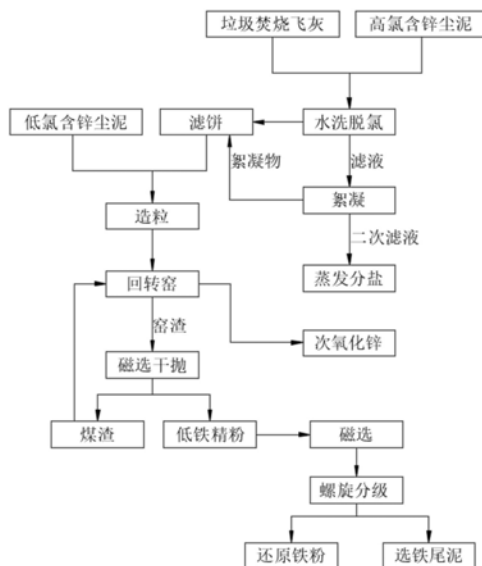 垃圾焚烧飞灰
高氯含锌尘泥
低氯含锌尘泥
滤饼
水洗脱氯
絮凝物
滤液
造粒
絮凝
二次滤液
回转窑
蒸发分盐
窑渣
次氧化锌
磁选干抛
煤渣
低铁精粉
磁选
螺旋分级
还原铁粉
选铁尾泥